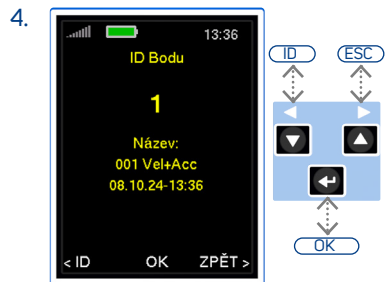 4.
13:36
ID Bodu
1
Název:
001 Vel+Acc
08.10.24-13:36
< ID OK ZPĚT >
ID ESC
OK